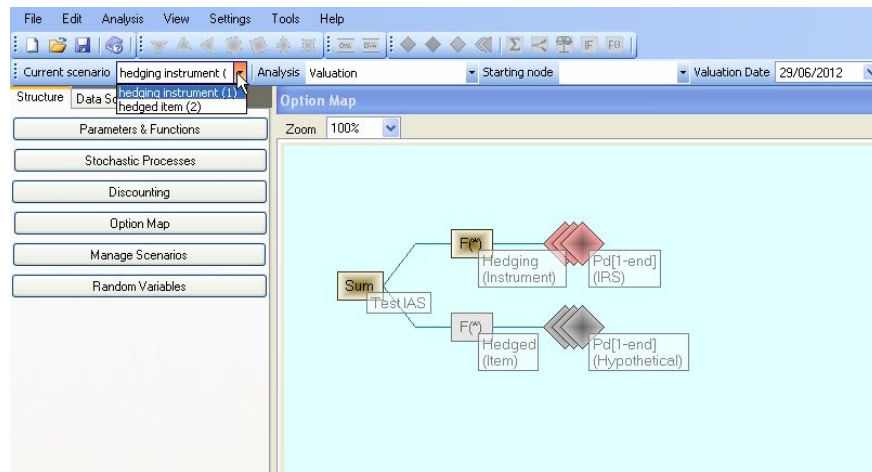 File Edit Analysis View Settings Tools Help
Σ IF F@
Current scenario hedging instrument ( Analysis Valuation Starting node Valuation Date 29/06/2012
hedging instrument (1)
hedged item (2)
Structure Data
Option Map
Parameters & Functions
Zoom 100%
Stochastic Processes
Discounting
Option Map
Manage Scenarios
Random Variables
F(*)
Hedging
(Instrument)
Pd[1-end]
(IRS)
Sum
Test IAS
F(*)
Hedged
(Item)
Pd[1-end]
(Hypothetical)